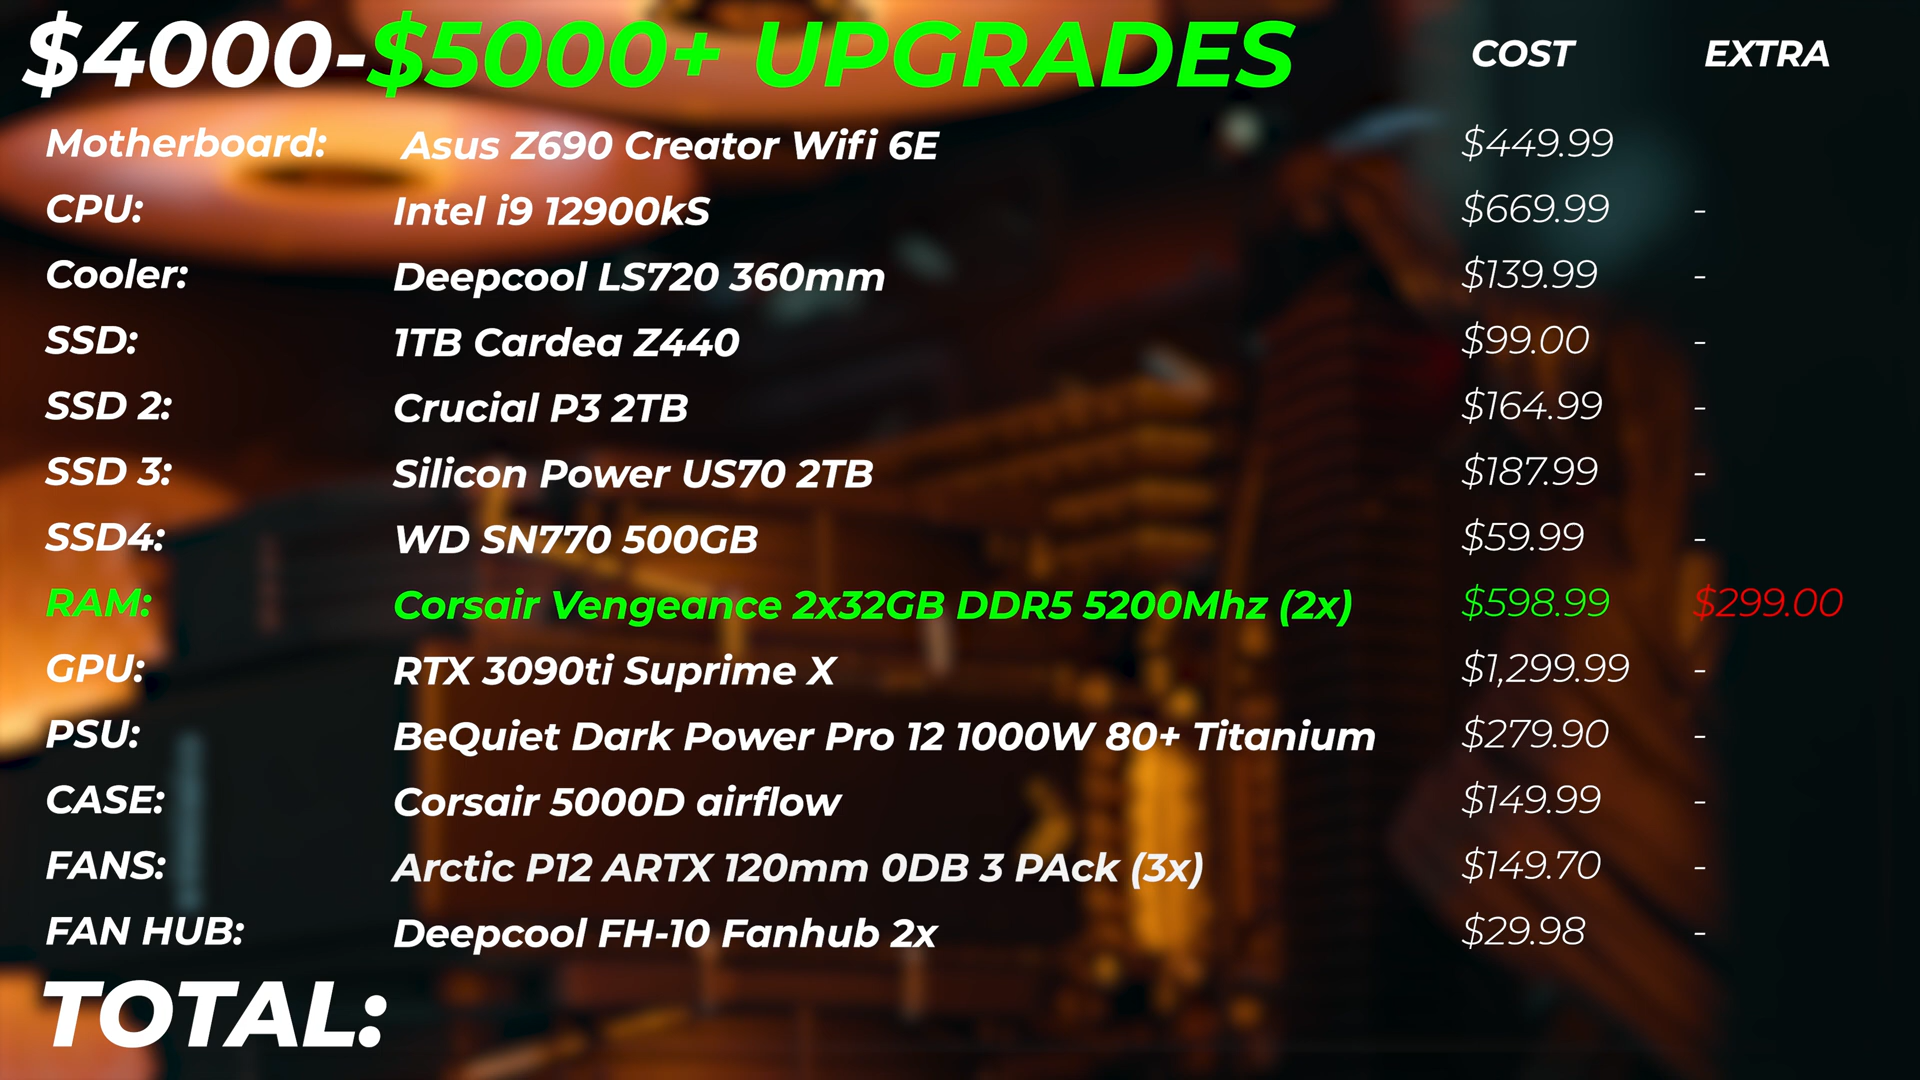 $4000-$5000+ UPGRADES COST EXTRA
Motherboard: Asus Z690 Creator Wifi 6E $449.99
CPU: Intel i9 12900kS $669.99 -
Cooler: Deepcool LS720 360mm $139.99 -
SSD: 1TB Cardea Z440 $99.00 -
SSD 2: Crucial P3 2TB $164.99 -
SSD 3: Silicon Power US70 2TB $187.99 -
SSD4: WD SN770 500GB $59.99 -
RAM: Corsair Vengeance 2x32GB DDR5 5200Mhz (2x) $598.99 $299.00
GPU: RTX 3090ti Suprime X $1,299.99 -
PSU: BeQuiet Dark Power Pro 12 1000W 80+ Titanium $279.90 -
CASE: Corsair 5000D airflow $149.99 -
FANS: Arctic P12 ARTX 120mm 0DB 3 PAck (3x) $149.70 -
FAN HUB: Deepcool FH-10 Fanhub 2x $29.98 -
TOTAL: